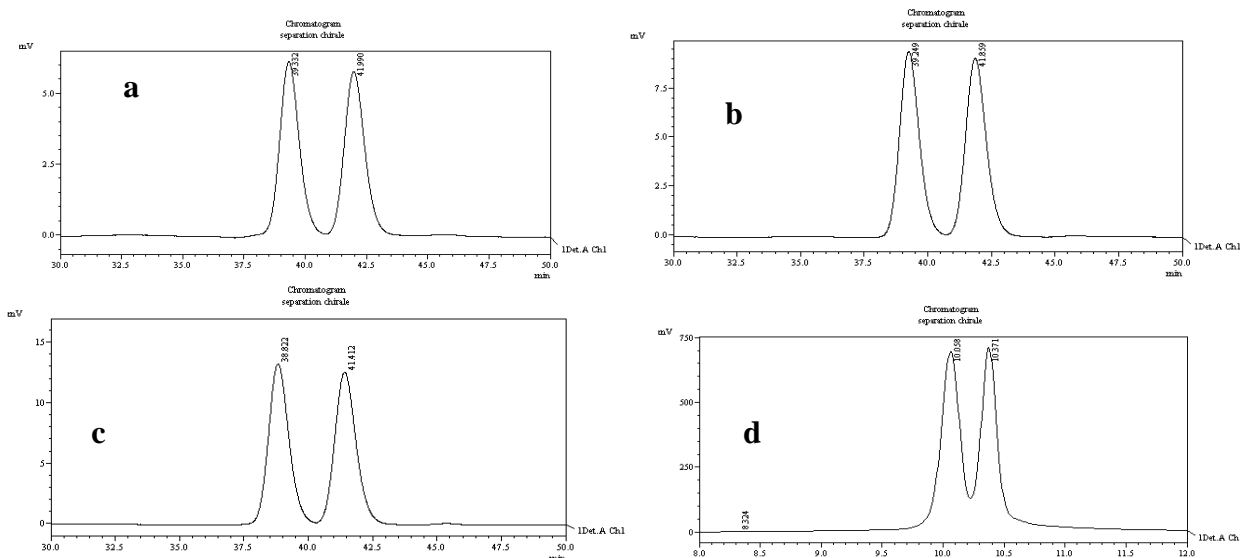 Chromatogram
separation chirale
mV
a
39.332
41.990
5.0
2.5
0.0
30.0 32.5 35.0 37.5 40.0 42.5 45.0 47.5 50.0
min
1Det.A Ch1
Chromatogram
separation chirale
mV
b
39.249
41.859
7.5
5.0
2.5
0.0
30.0 32.5 35.0 37.5 40.0 42.5 45.0 47.5 50.0
min
1Det.A Ch1
Chromatogram
separation chirale
mV
c
38.822
41.412
15
10
5
0
30.0 32.5 35.0 37.5 40.0 42.5 45.0 47.5 50.0
min
1Det.A Ch1
Chromatogram
separation chirale
mV
d
8.324
10.058
10.371
750
500
250
0
8.0 8.5 9.0 9.5 10.0 10.5 11.0 11.5 12.0
min
1Det.A Ch1